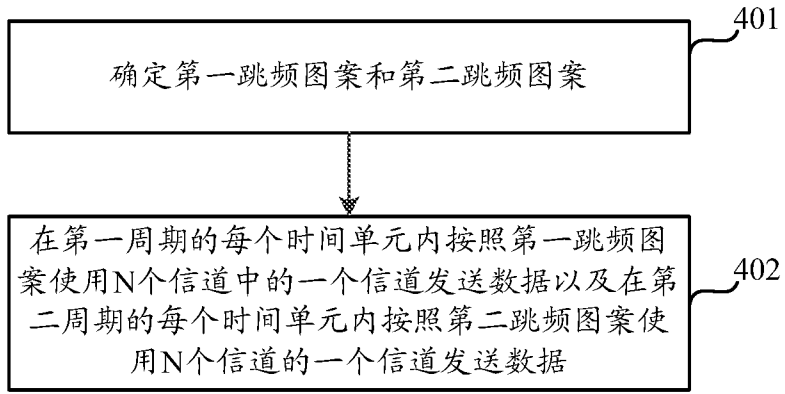 401
确定第一跳频图案和第二跳频图案
在第一周期的每个时间单元内按照第一跳频图
案使用N个信道中的一个信道发送数据以及在第
二周期的每个时间单元内按照第二跳频图案使
用N个信道的一个信道发送数据
402